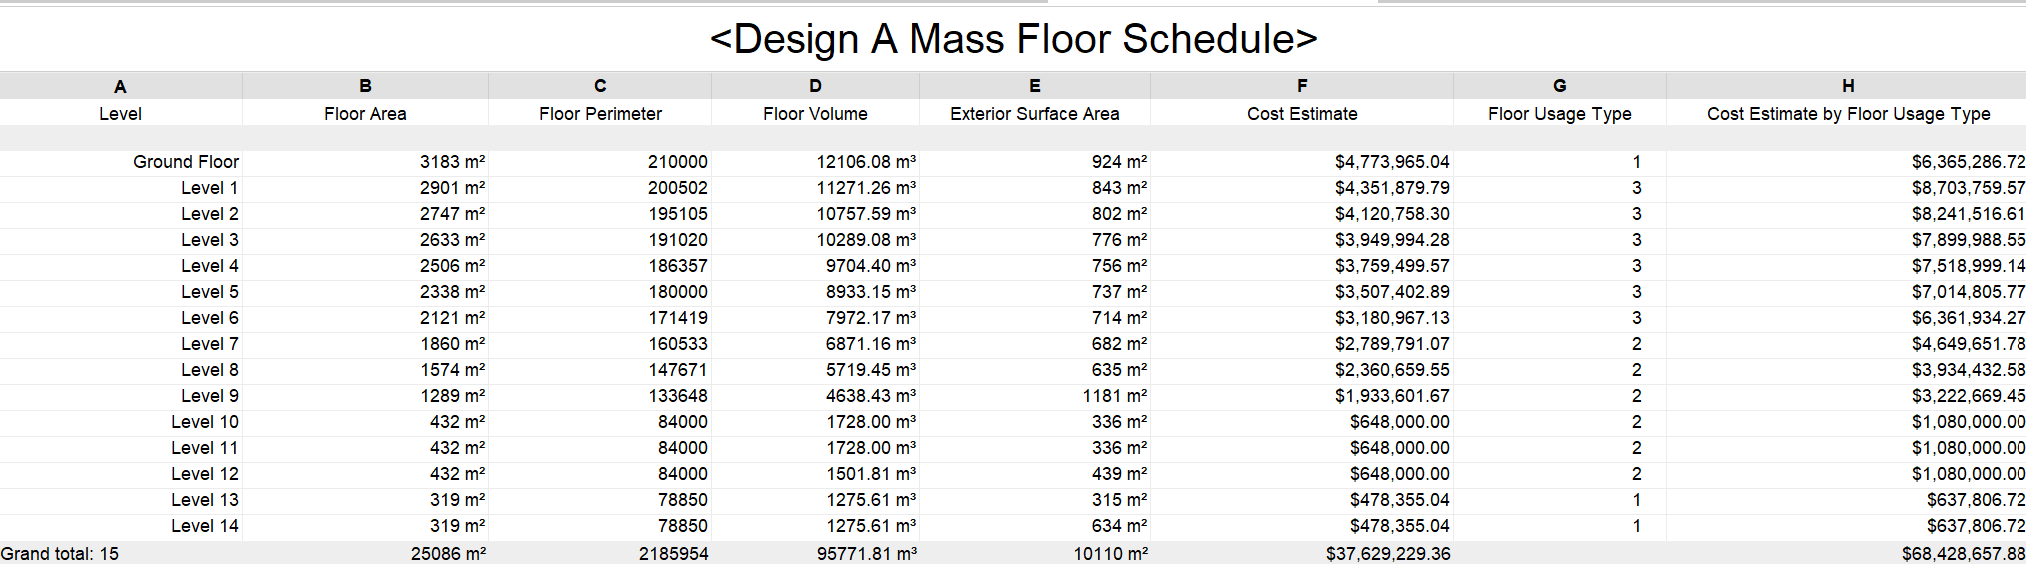 <Design A Mass Floor Schedule>
A B C D E F G H
Level Floor Area Floor Perimeter Floor Volume Exterior Surface Area Cost Estimate Floor Usage Type Cost Estimate by Floor Usage Type
Ground Floor 3183 m² 210000 12106.08 m³ 924 m² $4,773,965.04 1 $6,365,286.72
Level 1 2901 m² 200502 11271.26 m³ 843 m² $4,351,879.79 3 $8,703,759.57
Level 2 2747 m² 195105 10757.59 m³ 802 m² $4,120,758.30 3 $8,241,516.61
Level 3 2633 m² 191020 10289.08 m³ 776 m² $3,949,994.28 3 $7,899,988.55
Level 4 2506 m² 186357 9704.40 m³ 756 m² $3,759,499.57 3 $7,518,999.14
Level 5 2338 m² 180000 8933.15 m³ 737 m² $3,507,402.89 3 $7,014,805.77
Level 6 2121 m² 171419 7972.17 m³ 714 m² $3,180,967.13 3 $6,361,934.27
Level 7 1860 m² 160533 6871.16 m³ 682 m² $2,789,791.07 2 $4,649,651.78
Level 8 1574 m² 147671 5719.45 m³ 635 m² $2,360,659.55 2 $3,934,432.58
Level 9 1289 m² 133648 4638.43 m³ 1181 m² $1,933,601.67 2 $3,222,669.45
Level 10 432 m² 84000 1728.00 m³ 336 m² $648,000.00 2 $1,080,000.00
Level 11 432 m² 84000 1728.00 m³ 336 m² $648,000.00 2 $1,080,000.00
Level 12 432 m² 84000 1501.81 m³ 439 m² $648,000.00 2 $1,080,000.00
Level 13 319 m² 78850 1275.61 m³ 315 m² $478,355.04 1 $637,806.72
Level 14 319 m² 78850 1275.61 m³ 634 m² $478,355.04 1 $637,806.72
Grand total: 15 25086 m² 2185954 95771.81 m³ 10110 m² $37,629,229.36 $68,428,657.88